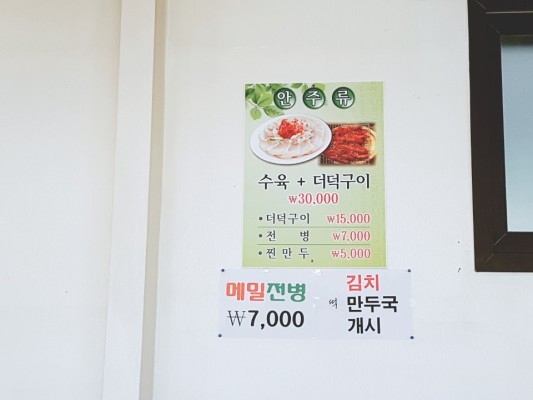 안주류
수육 + 더덕구이
₩30,000
• 더덕구이 ₩15,000
• 전 병 ₩7,000
• 찐 만 두 ₩5,000
메밀전병
₩7,000
김치
떡 만두국
개시